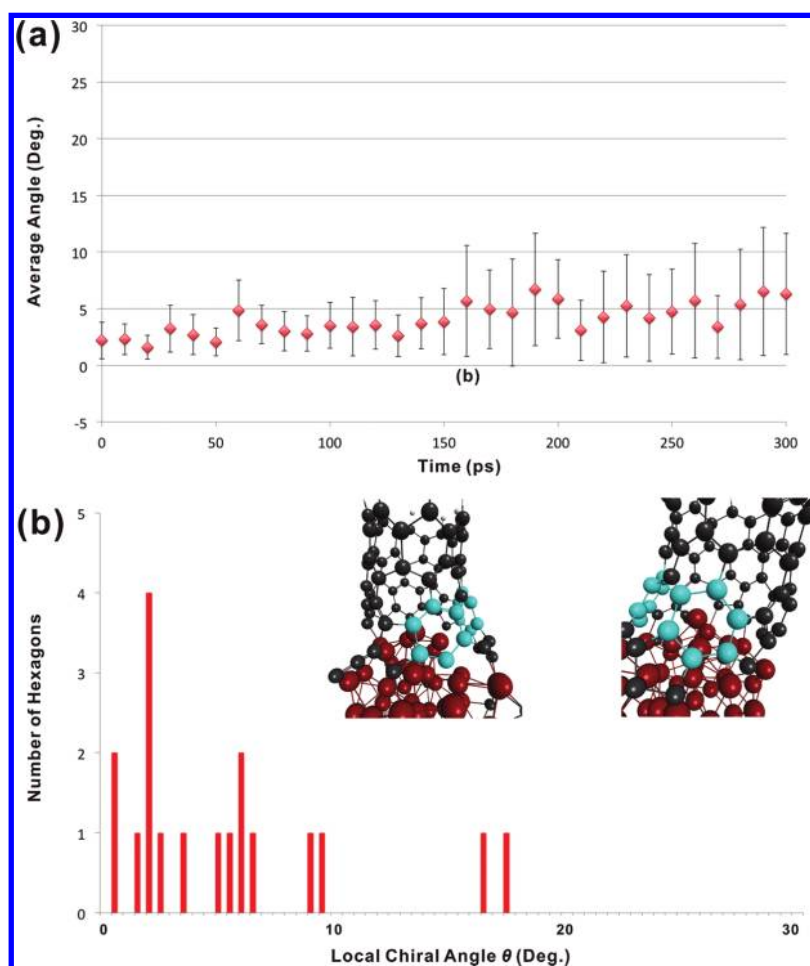 (a)
30
25
20
15
10
5
0
-5
Average Angle (Deg.)
(b)
0 50 100 150 200 250 300
Time (ps)
(b)
5
4
3
2
1
0
Number of Hexagons
0 10 20 30
Local Chiral Angle θ (Deg.)